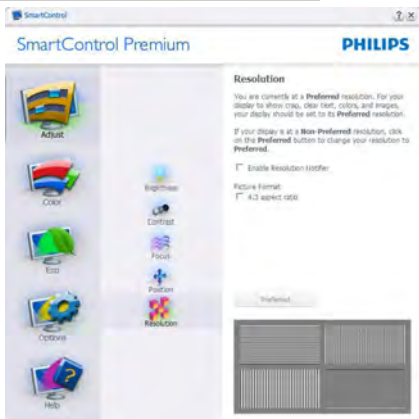 SmartControl
SmartControl Premium
PHILIPS
Adjust
Color
Eco
Options
Help
Brightness
Contrast
Focus
Position
Resolution
Resolution
You are currently at a Preferred resolution. For your
display to show crisp, clear text, colors, and images,
your display should be set to its Preferred resolution.
If your display is at a Non-Preferred resolution, click
on the Preferred button to change your resolution to
Preferred.
Enable Resolution Notifier
Picture Format
4:3 aspect ratio
Preferred